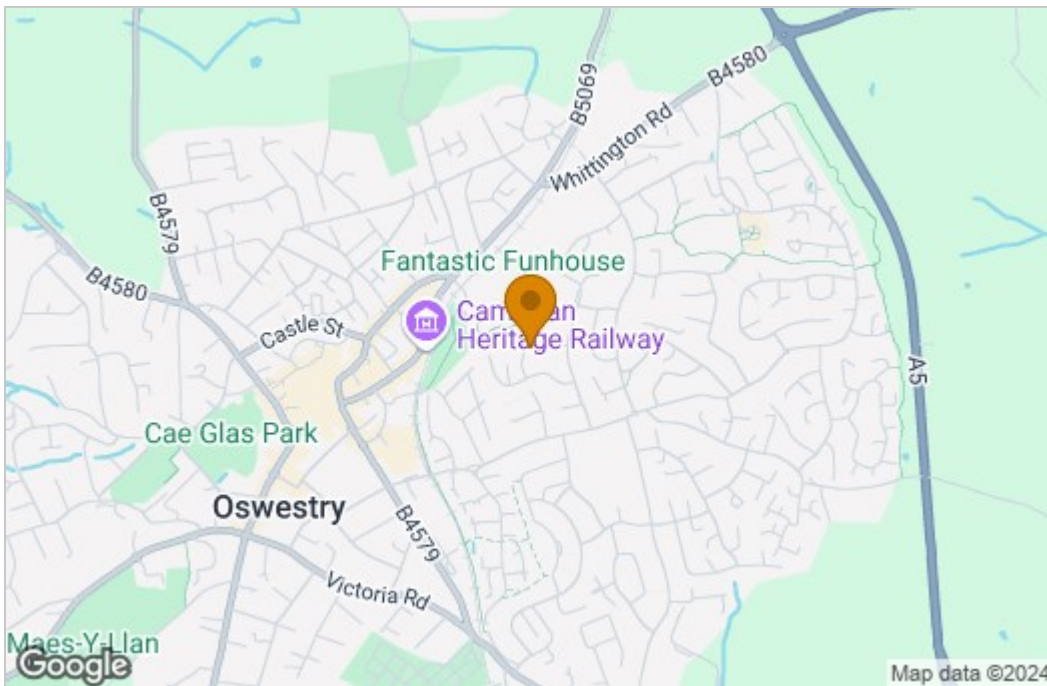 B5069
B4580
Whittington Rd
B4579
Fantastic Funhouse
B4580
Castle St
Heritage Railway
A5
Cae Glas Park
Oswestry
B4579
Victoria Rd
Maes-Y-Llan
Google
Map data ©2024